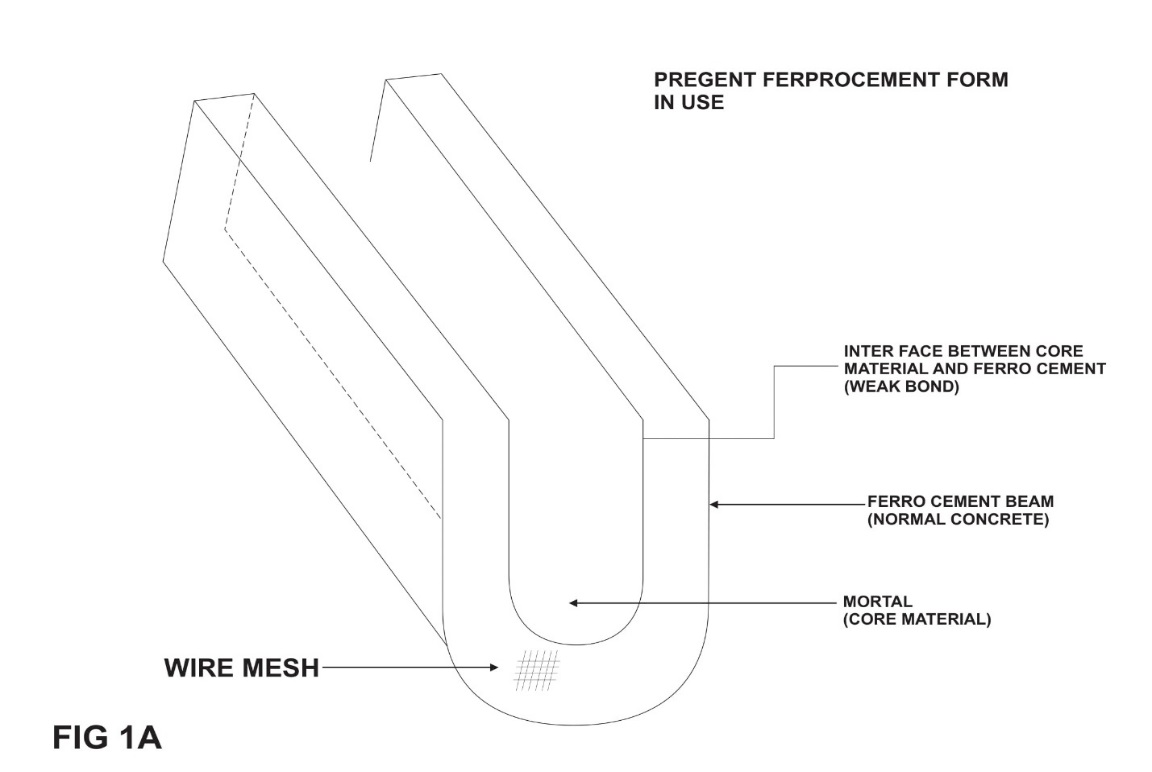 PREGENT FERPROCEMENT FORM
IN USE
INTER FACE BETWEEN CORE
MATERIAL AND FERRO CEMENT
(WEAK BOND)
FERRO CEMENT BEAM
(NORMAL CONCRETE)
MORTAL
(CORE MATERIAL)
WIRE MESH
FIG 1A